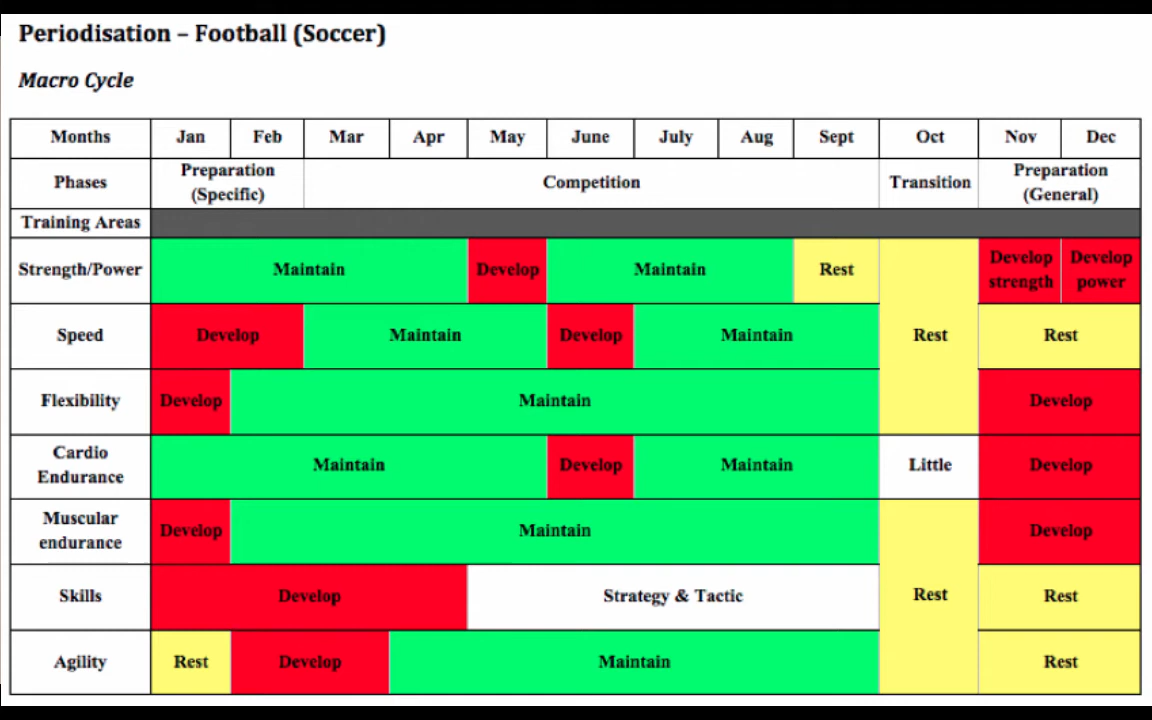 Periodisation – Football (Soccer)
Macro Cycle
Months Jan Feb Mar Apr May June July Aug Sept Oct Nov Dec
Phases Preparation (Specific) Competition Transition Preparation (General)
Training Areas
Strength/Power Maintain Develop Maintain Rest Develop strength Develop power
Speed Develop Maintain Develop Maintain Rest Rest
Flexibility Develop Maintain Develop
Cardio Endurance Maintain Develop Maintain Little Develop
Muscular endurance Develop Maintain Develop
Skills Develop Strategy & Tactic Rest Rest
Agility Rest Develop Maintain Rest